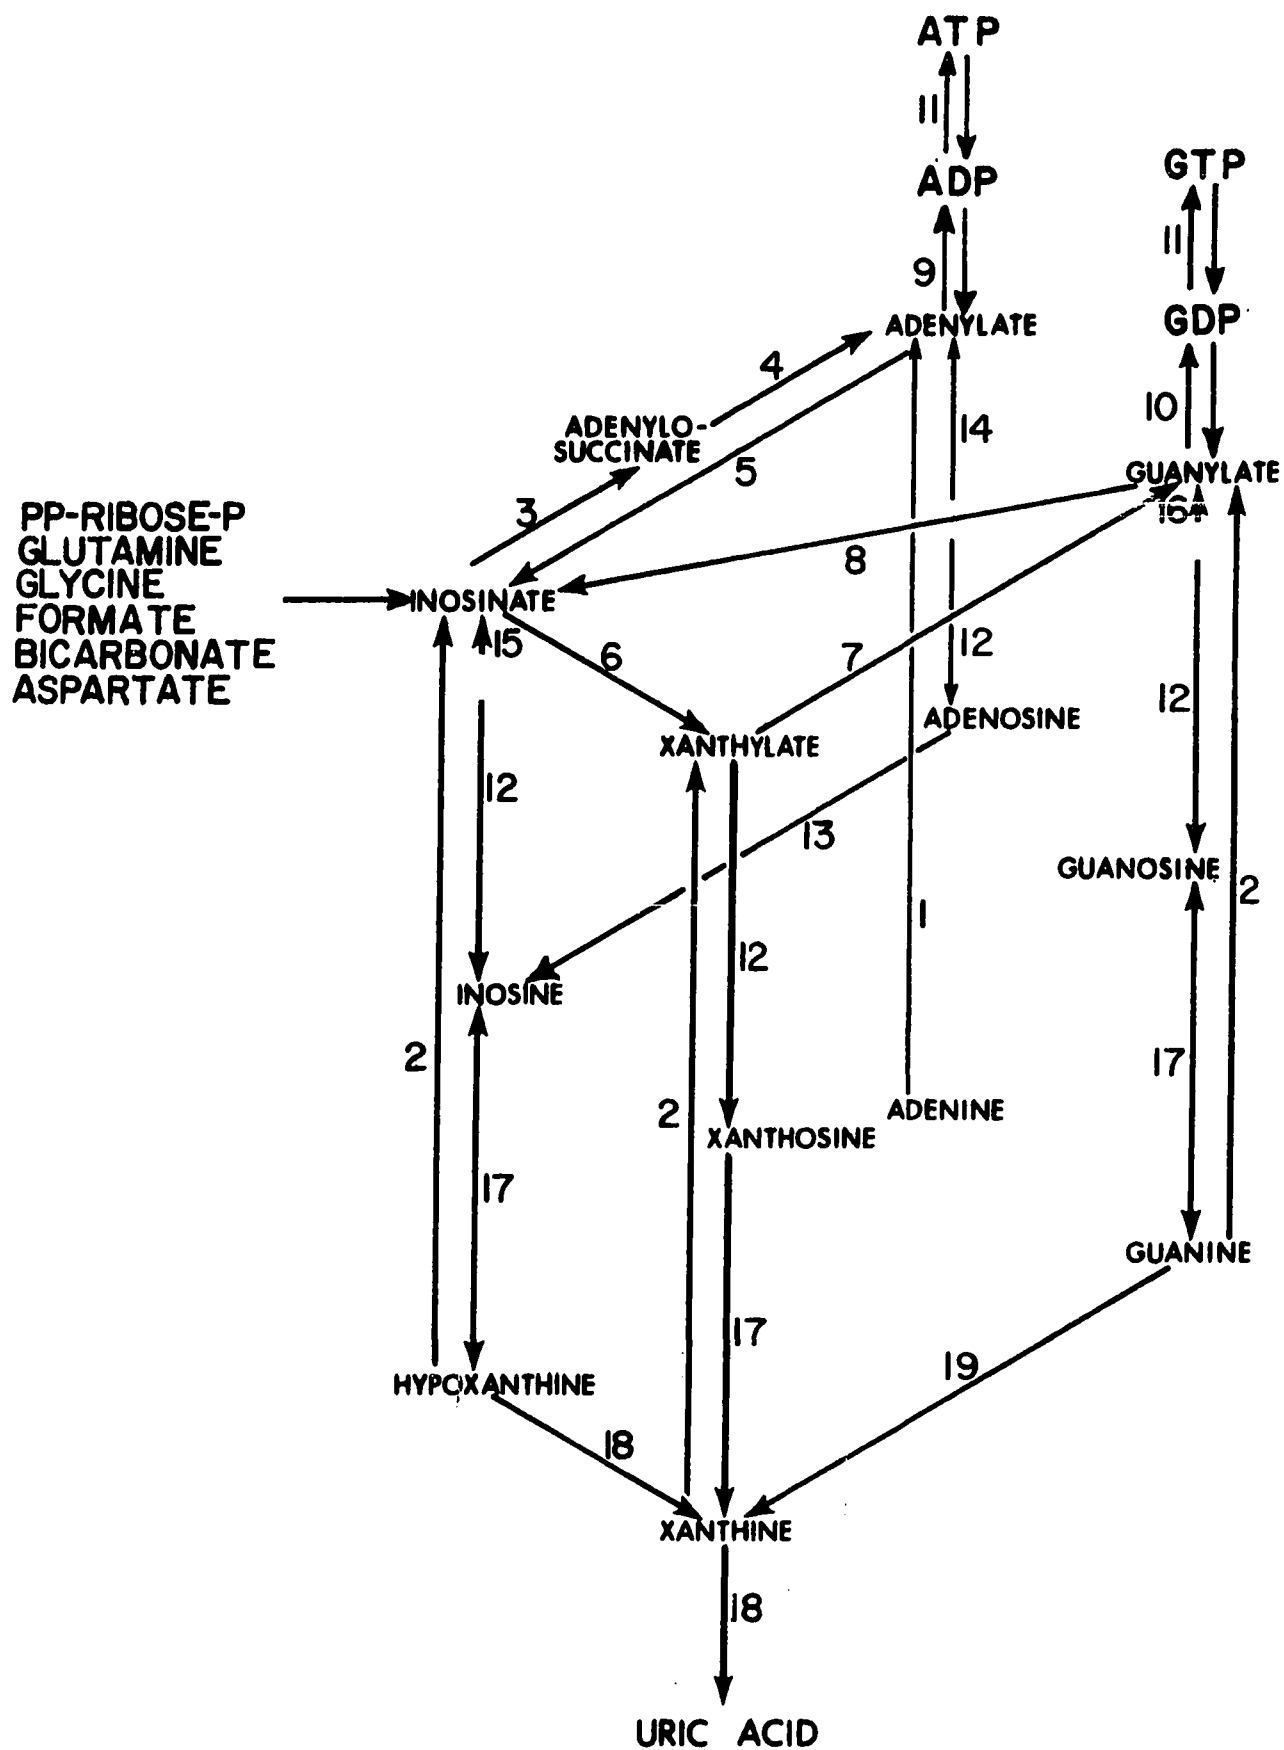 ATP
11
ADP
GTP
11
9
ADENYLATE
GDP
4
10
14
ADENYLO-
SUCCINATE
5
GUANYLATE
3
PP-RIBOSE-P
GLUTAMINE
GLYCINE
FORMATE
BICARBONATE
ASPARTATE
8
INOSINATE
15
6
7
12
12
ADENOSINE
XANTHYLATE
12
13
GUANOSINE
2
1
12
INOSINE
2
17
2
ADENINE
XANTHOSINE
17
GUANINE
17
19
HYPOXANTHINE
18
XANTHINE
18
URIC ACID